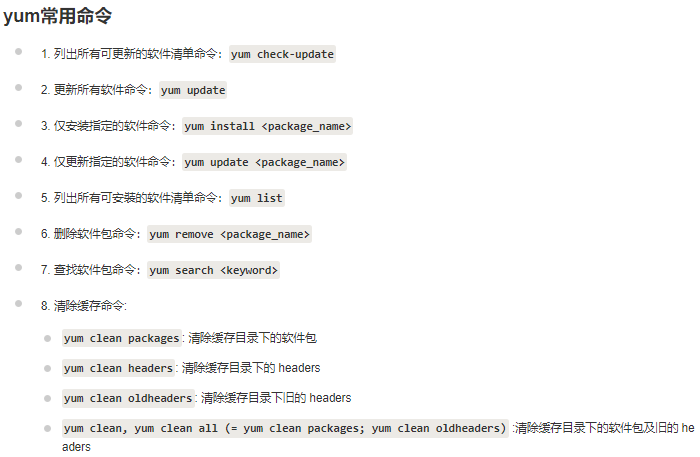 yum常用命令
1. 列出所有可更新的软件清单命令：yum check-update
2. 更新所有软件命令：yum update
3. 仅安装指定的软件命令：yum install <package_name>
4. 仅更新指定的软件命令：yum update <package_name>
5. 列出所有可安装的软件清单命令：yum list
6. 删除软件包命令：yum remove <package_name>
7. 查找软件包命令：yum search <keyword>
8. 清除缓存命令:
yum clean packages: 清除缓存目录下的软件包
yum clean headers: 清除缓存目录下的 headers
yum clean oldheaders: 清除缓存目录下旧的 headers
yum clean, yum clean all (= yum clean packages; yum clean oldheaders) :清除缓存目录下的软件包及旧的 he
aders